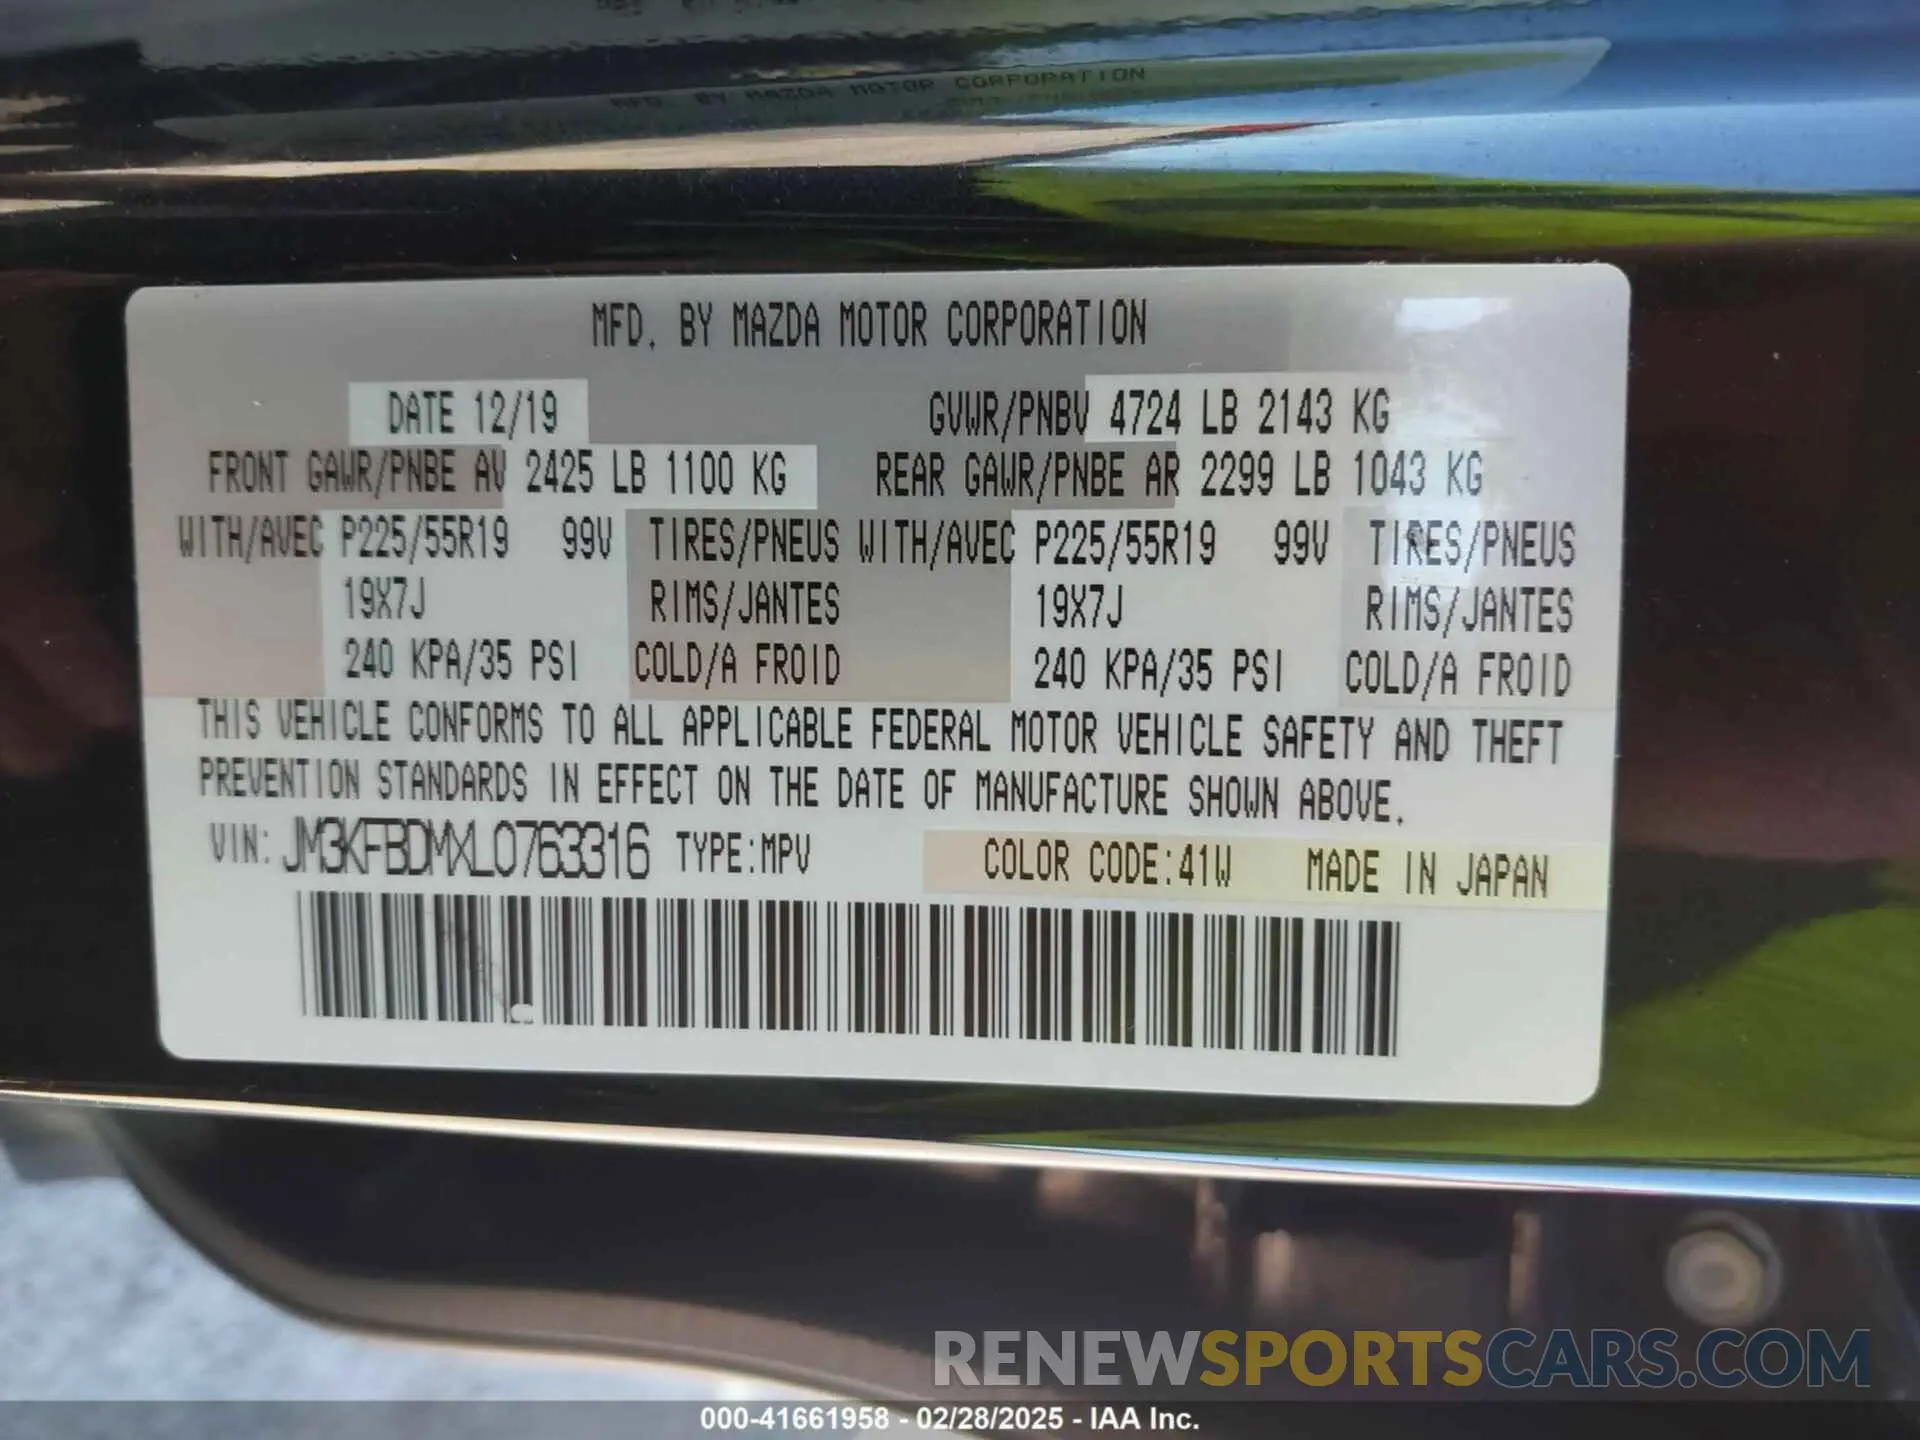 MFD. BY MAZDA MOTOR CORPORATION
MFD. BY MAZDA MOTOR CORPORATION
DATE 12/19 GVWR/PNBV 4724 LB 2143 KG
FRONT GAWR/PNBE AV 2425 LB 1100 KG REAR GAWR/PNBE AR 2299 LB 1043 KG
WITH/AVEC P225/55R19 99V TIRES/PNEUS WITH/AVEC P225/55R19 99V TIRES/PNEUS
19X7J RIMS/JANTES 19X7J RIMS/JANTES
240 KPA/35 PSI COLD/A FROID 240 KPA/35 PSI COLD/A FROID
THIS VEHICLE CONFORMS TO ALL APPLICABLE FEDERAL MOTOR VEHICLE SAFETY AND THEFT
PREVENTION STANDARDS IN EFFECT ON THE DATE OF MANUFACTURE SHOWN ABOVE.
VIN: JM3KFBDMXL0763316 TYPE:MPV COLOR CODE:41W MADE IN JAPAN
RENEWSPORTSCARS.COM
000-41661958 - 02/28/2025 - IAA Inc.